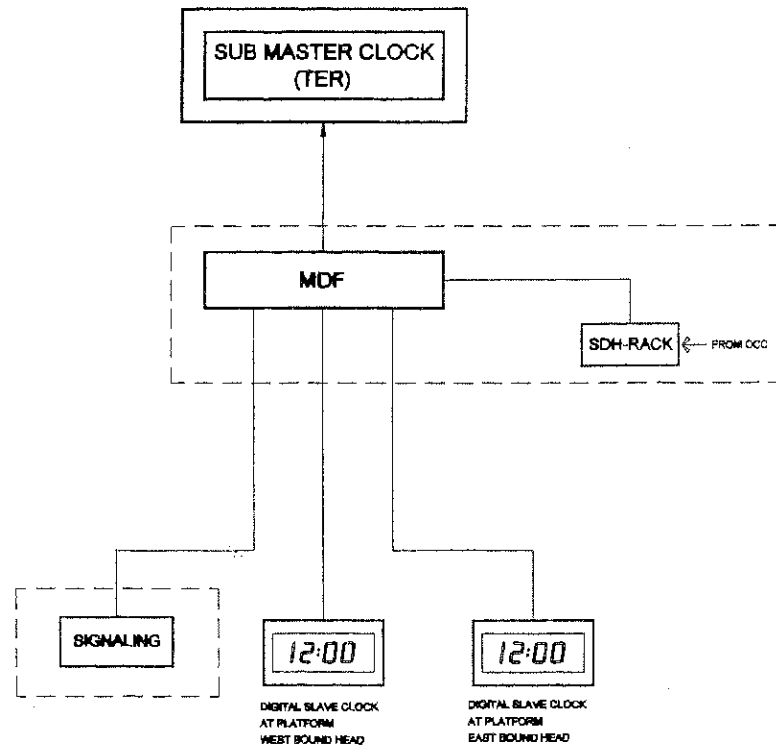 SUB MASTER CLOCK
(TER)
MDF
SDH-RACK
FROM OCC
SIGNALING
12:00
12:00
DIGITAL SLAVE CLOCK
AT PLATFORM
WEST BOUND HEAD
DIGITAL SLAVE CLOCK
AT PLATFORM
EAST BOUND HEAD